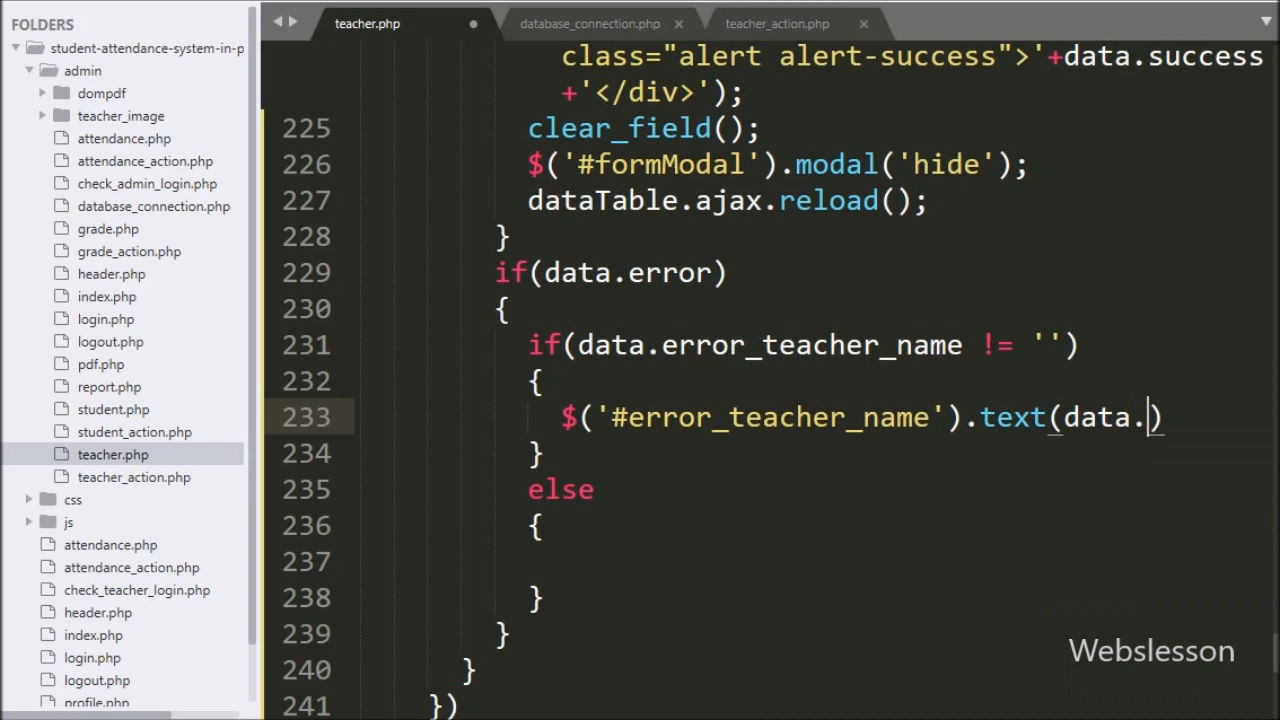 FOLDERS
student-attendance-system-in-p
admin
dompdf
teacher_image
attendance.php
attendance_action.php
check_admin_login.php
database_connection.php
grade.php
grade_action.php
header.php
index.php
login.php
logout.php
pdf.php
report.php
student.php
student_action.php
teacher.php
teacher_action.php
css
js
attendance.php
attendance_action.php
check_teacher_login.php
header.php
index.php
login.php
logout.php
profile.php
teacher.php database_connection.php teacher_action.php
class="alert alert-success">'+data.success
+'</div>');
225 clear_field();
226 $('#formModal').modal('hide');
227 dataTable.ajax.reload();
228 }
229 if(data.error)
230 {
231 if(data.error_teacher_name != '')
232 {
233 $('#error_teacher_name').text(data.)
234 }
235 else
236 {
237
238 }
239 }
240 }
241 })
Webslesson